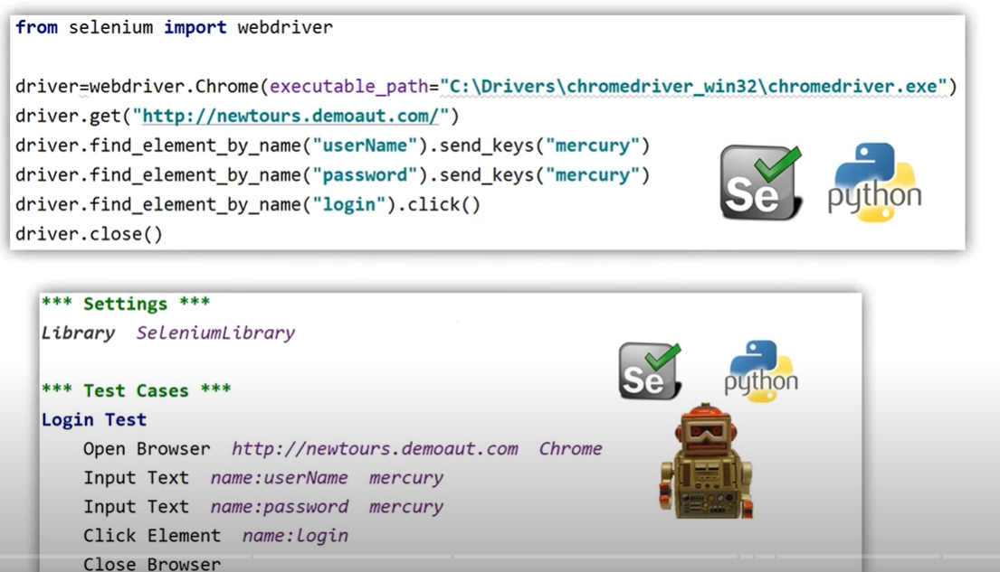 from selenium import webdriver
driver=webdriver.Chrome(executable_path="C:\Drivers\chromedriver_win32\chromedriver.exe")
driver.get("http://newtours.demoaut.com/")
driver.find_element_by_name("userName").send_keys("mercury")
driver.find_element_by_name("password").send_keys("mercury")
driver.find_element_by_name("login").click()
driver.close()
Se
python
*** Settings ***
Library  SeleniumLibrary
*** Test Cases ***
Login Test
    Open Browser  http://newtours.demoaut.com  Chrome
    Input Text  name:userName  mercury
    Input Text  name:password  mercury
    Click Element  name:login
    Close Browser
Se
python